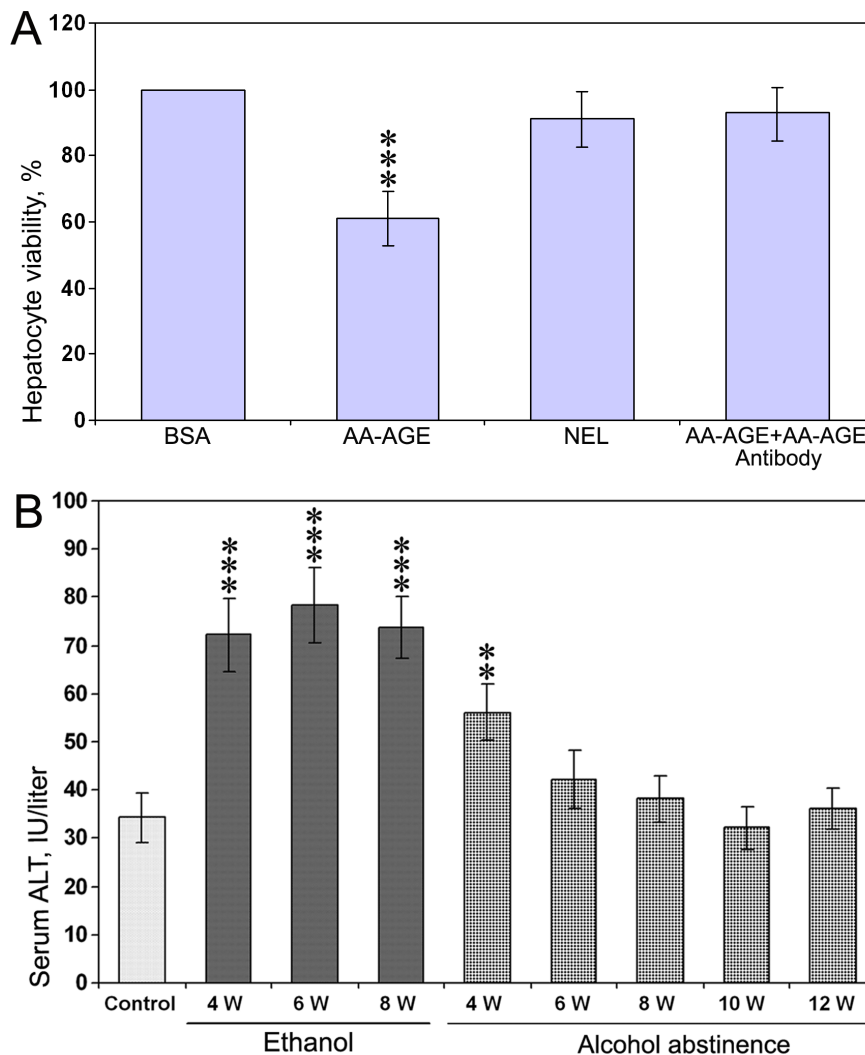 A
Hepatocyte viability, %
120
100
80
60
40
20
0
***
BSA
AA-AGE
NEL
AA-AGE+AA-AGE
Antibody
B
Serum ALT, IU/liter
100
90
80
70
60
50
40
30
20
10
0
***
***
***
**
Control
4 W
6 W
8 W
4 W
6 W
8 W
10 W
12 W
Ethanol
Alcohol abstinence